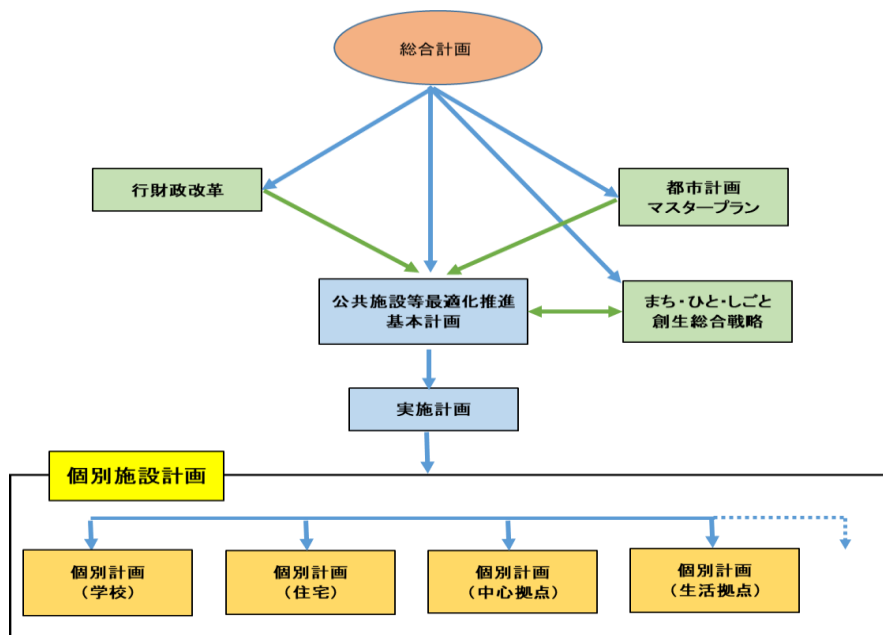 総合計画
行財政改革
都市計画
マスタープラン
公共施設等最適化推進
基本計画
まち・ひと・しごと
創生総合戦略
実施計画
個別施設計画
個別計画
（学校）
個別計画
（住宅）
個別計画
（中心拠点）
個別計画
（生活拠点）